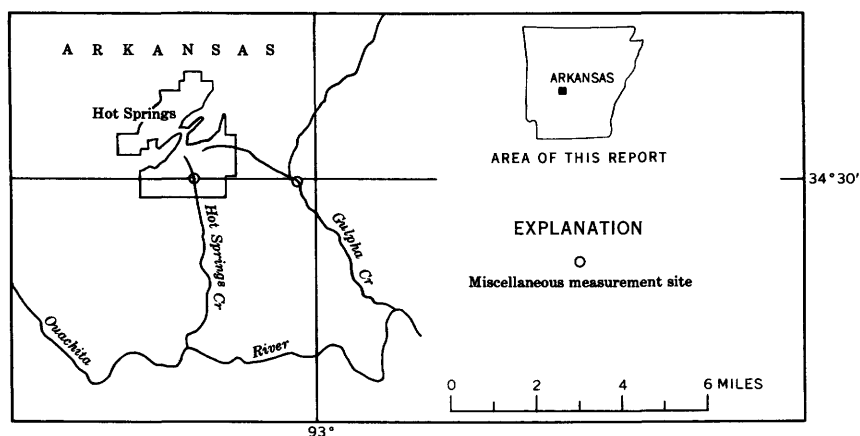 A R K A N S A S
Hot Springs
Hot Springs Cr
Gulpha Cr
Ouachita
River
93°
34°30'
ARKANSAS
AREA OF THIS REPORT
EXPLANATION
Miscellaneous measurement site
0 2 4 6 MILES